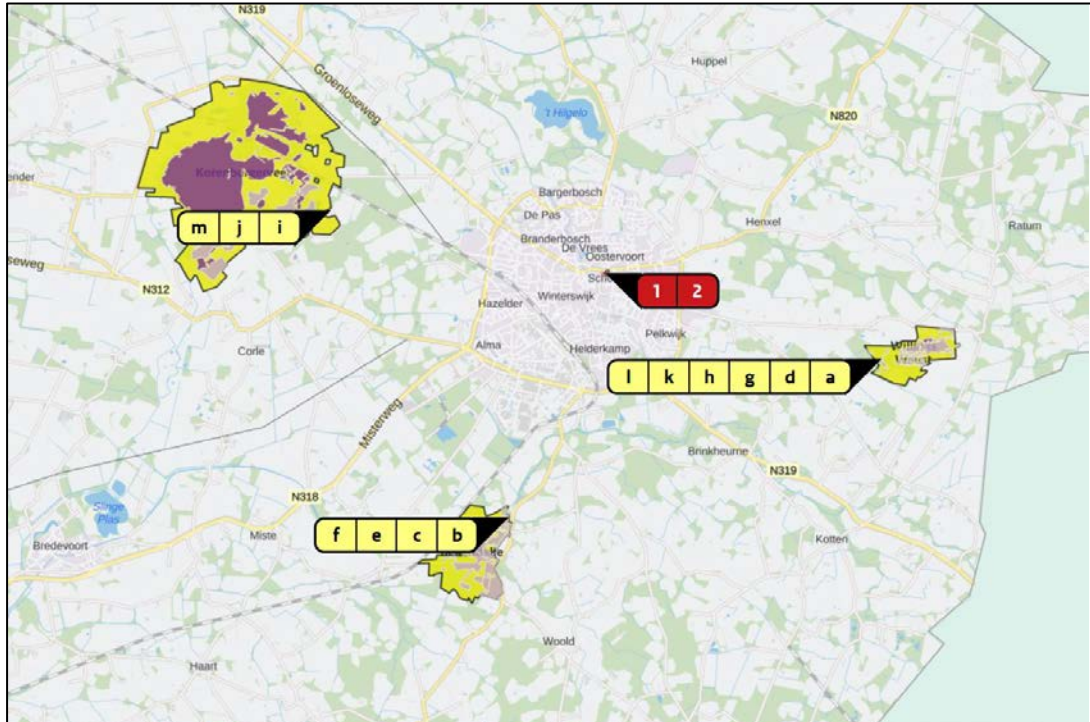 N319
Groenloseweg
Huppel
't Hilgelo
N820
Korenburgerveen
Bargerbosch
De Pas
Henxel
Ratum
Branderbosch
De Vrees
Oostervoort
m j i
1 2
N312
Hazelder
Winterswijk
Pelkwijk
Corle
Alma
Helderkamp
l k h g d a
Misterweg
Brinkheurne
N319
N318
Slinge
Plas
Bredevoort
Miste
f e c b
Kotten
Woold
Haart